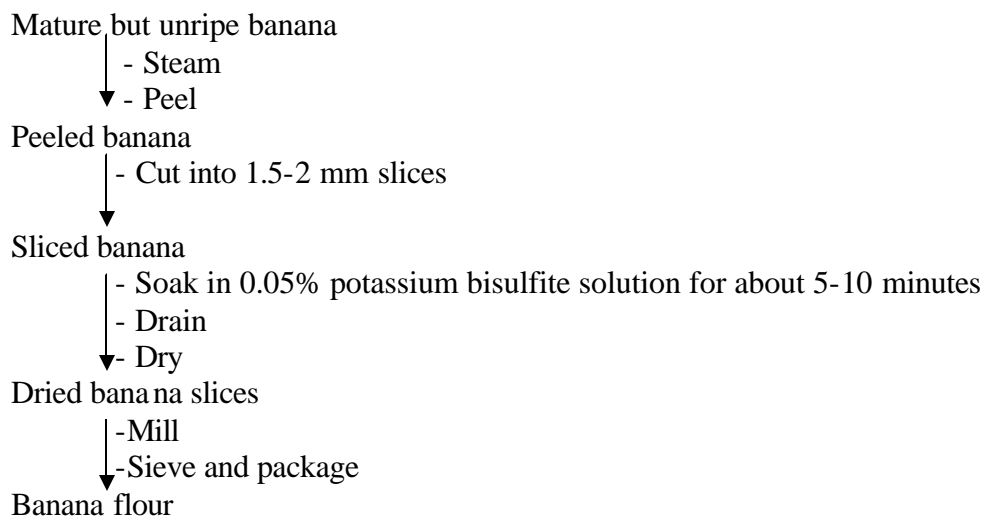 Mature but unripe banana
- Steam
- Peel
Peeled banana
- Cut into 1.5-2 mm slices
Sliced banana
- Soak in 0.05% potassium bisulfite solution for about 5-10 minutes
- Drain
- Dry
Dried banana slices
-Mill
-Sieve and package
Banana flour